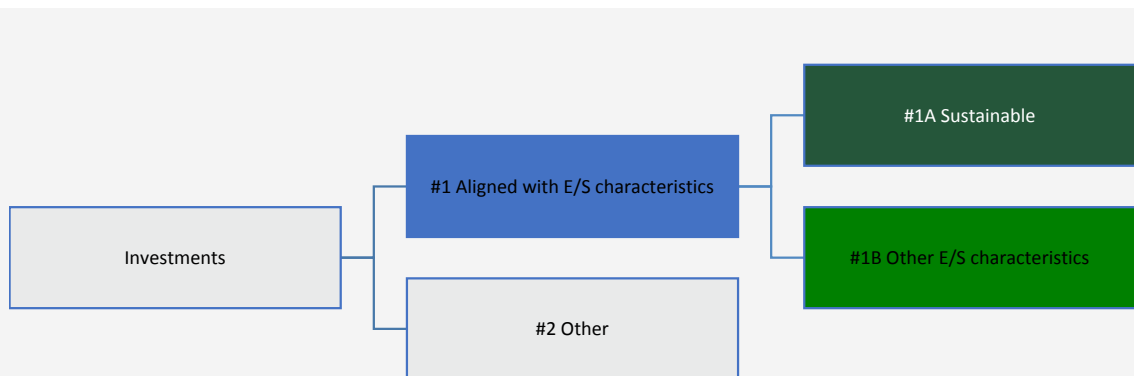 #1A Sustainable
#1 Aligned with E/S characteristics
Investments
#1B Other E/S characteristics
#2 Other